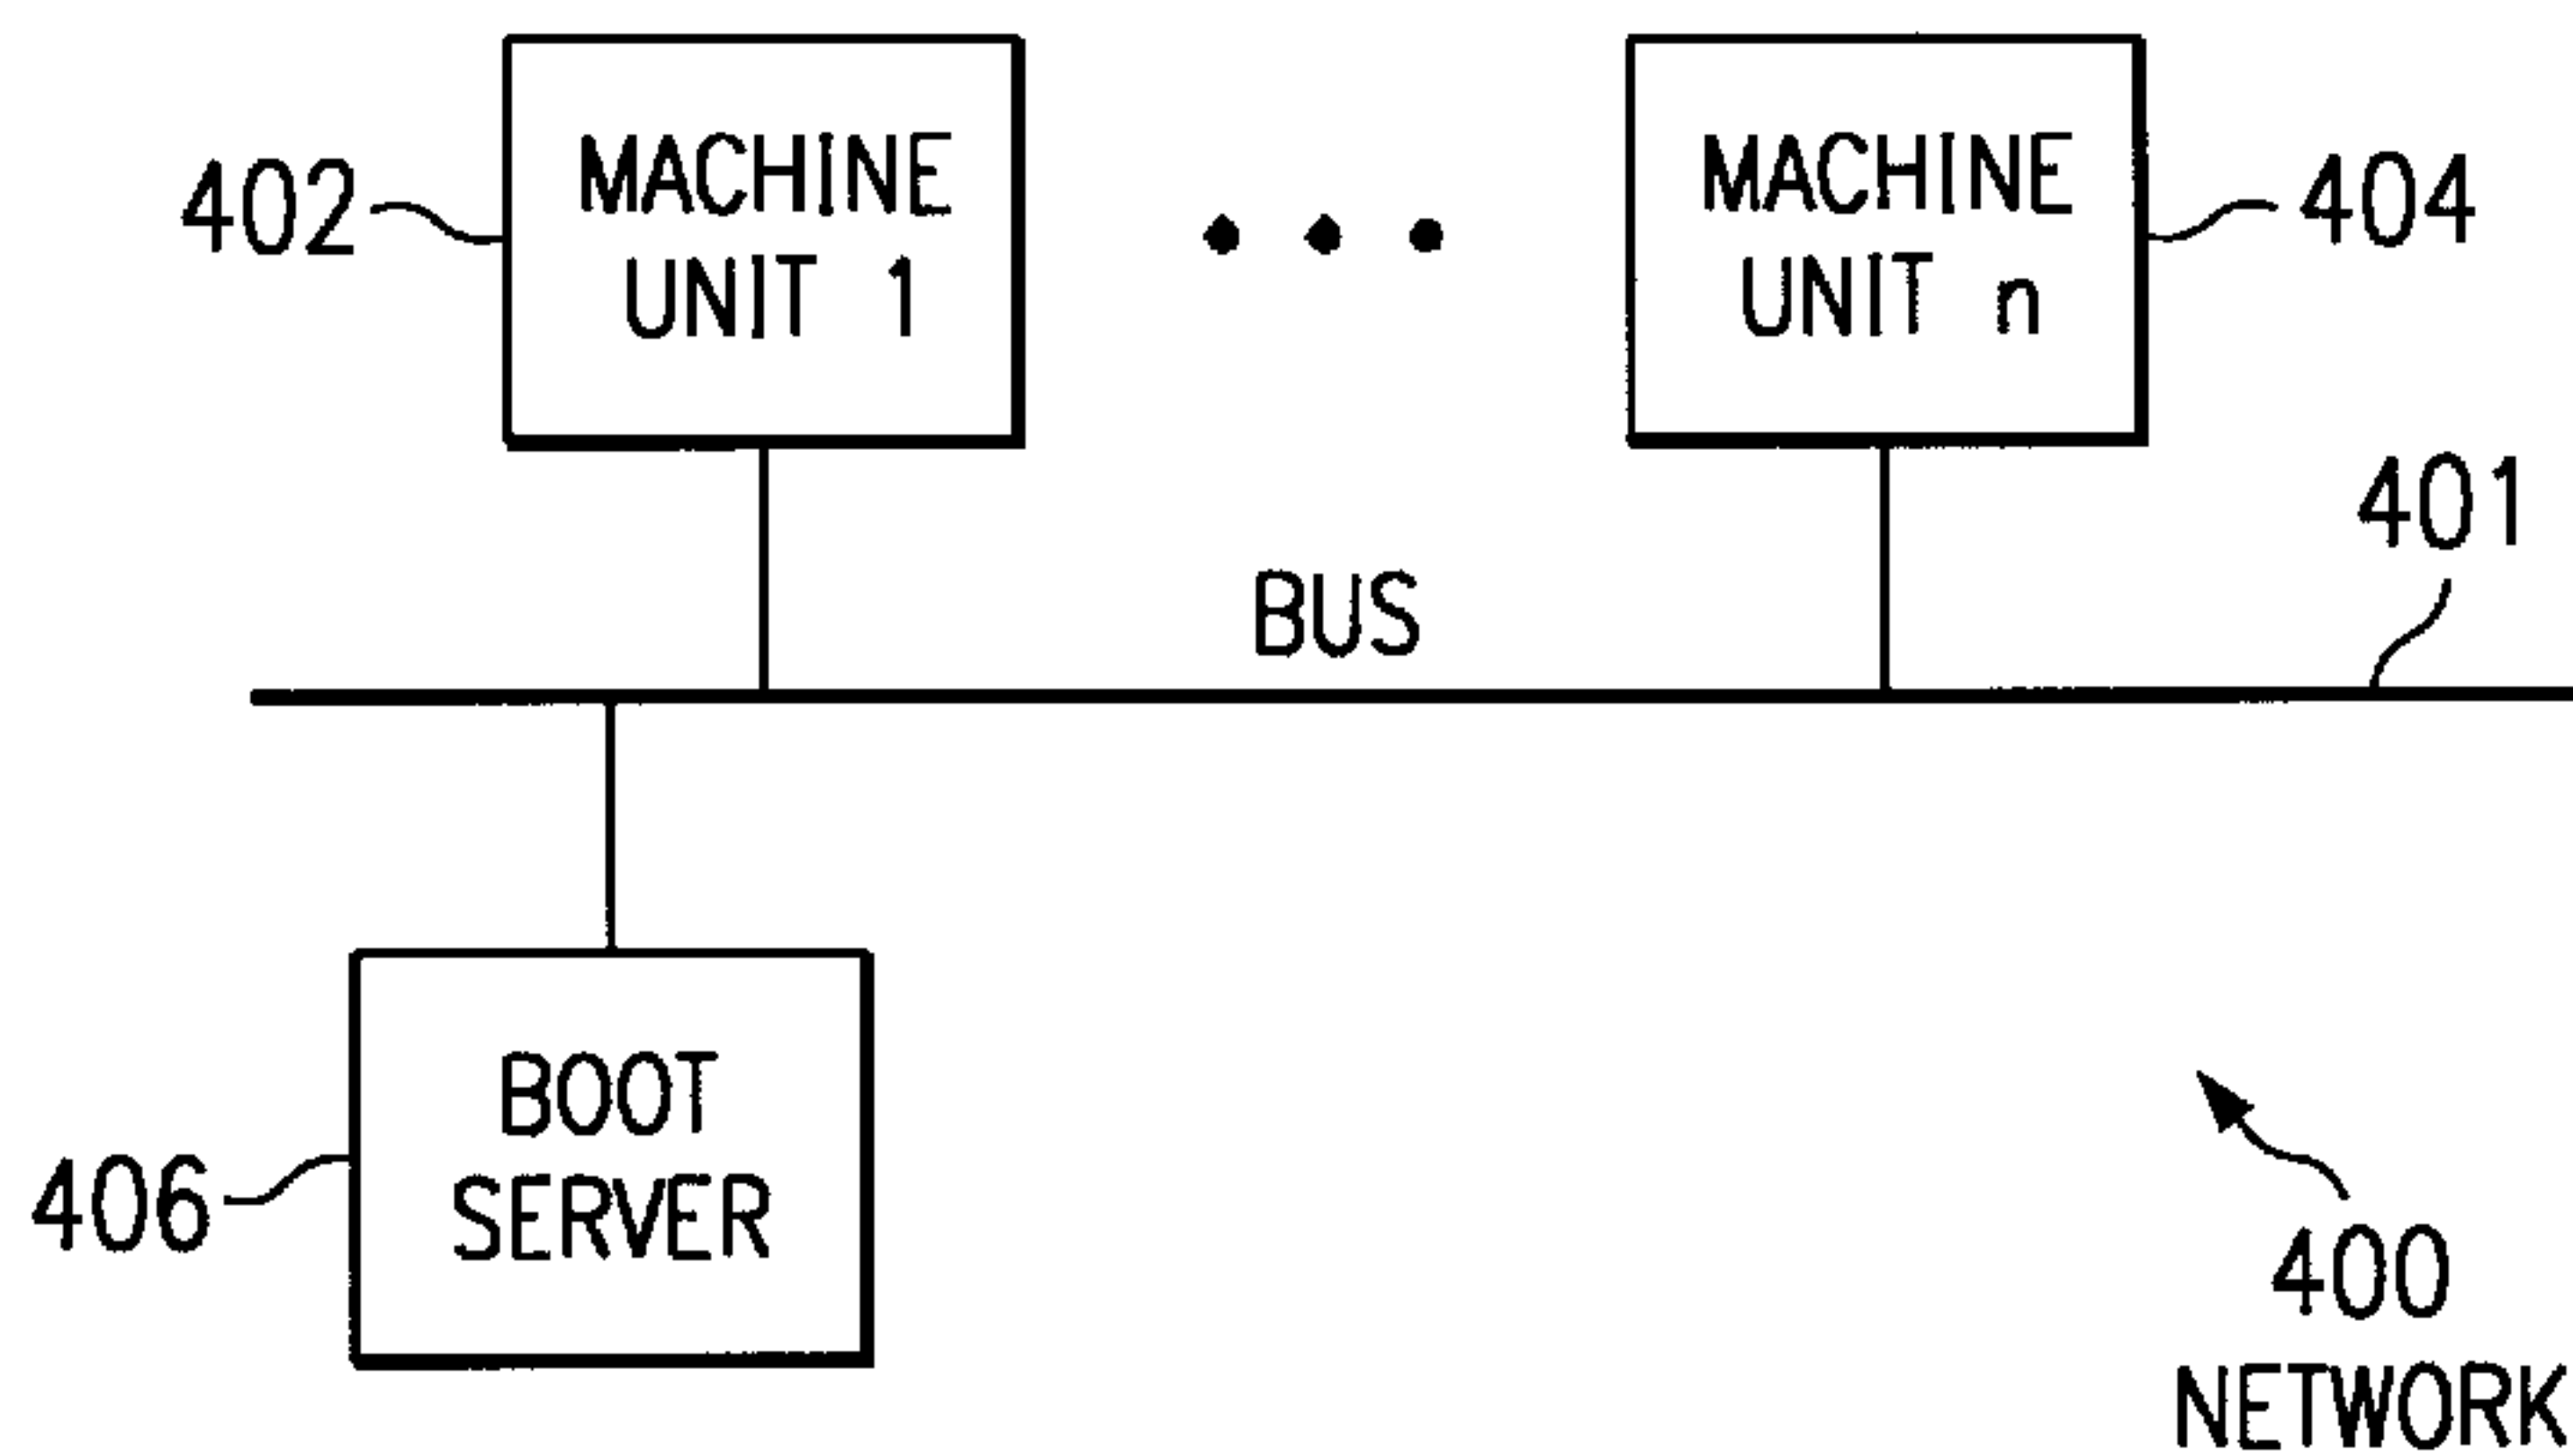 402
MACHINE
UNIT 1
MACHINE
UNIT n
404
401
BUS
406
BOOT
SERVER
400
NETWORK